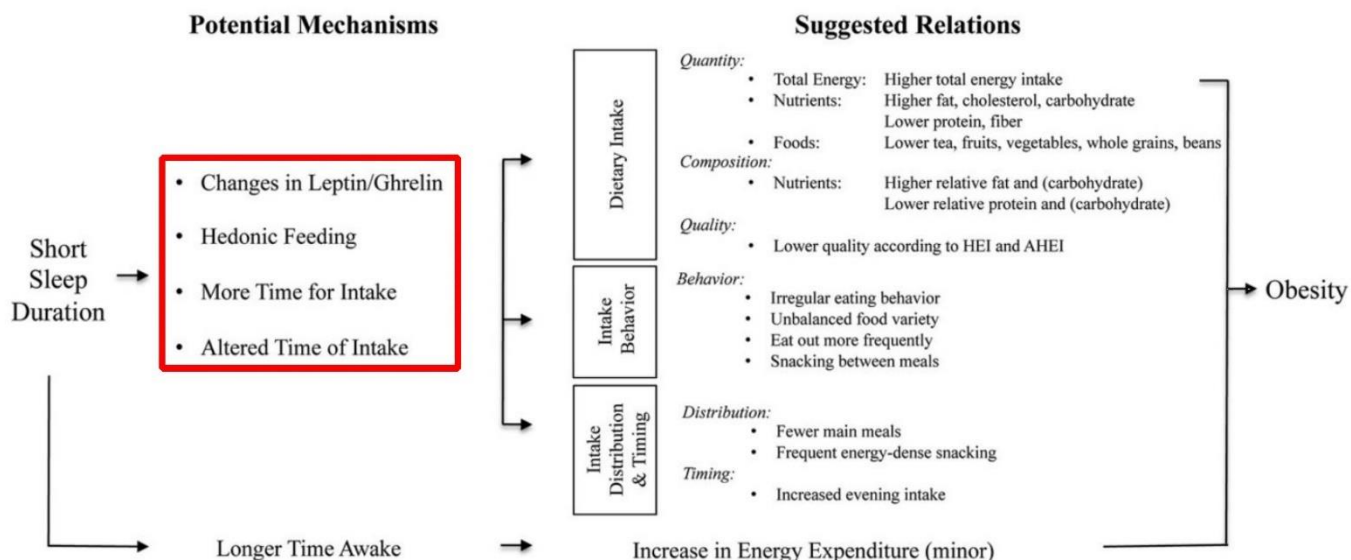 Potential Mechanisms
Suggested Relations
Short
Sleep
Duration
• Changes in Leptin/Ghrelin
• Hedonic Feeding
• More Time for Intake
• Altered Time of Intake
Dietary Intake
Quantity:
• Total Energy: Higher total energy intake
• Nutrients: Higher fat, cholesterol, carbohydrate
Lower protein, fiber
• Foods: Lower tea, fruits, vegetables, whole grains, beans
Composition:
• Nutrients: Higher relative fat and (carbohydrate)
Lower relative protein and (carbohydrate)
Quality:
• Lower quality according to HEI and AHEI
Intake
Behavior
Behavior:
• Irregular eating behavior
• Unbalanced food variety
• Eat out more frequently
• Snacking between meals
Intake
Distribution
& Timing
Distribution:
• Fewer main meals
• Frequent energy-dense snacking
Timing:
• Increased evening intake
Obesity
Longer Time Awake
Increase in Energy Expenditure (minor)